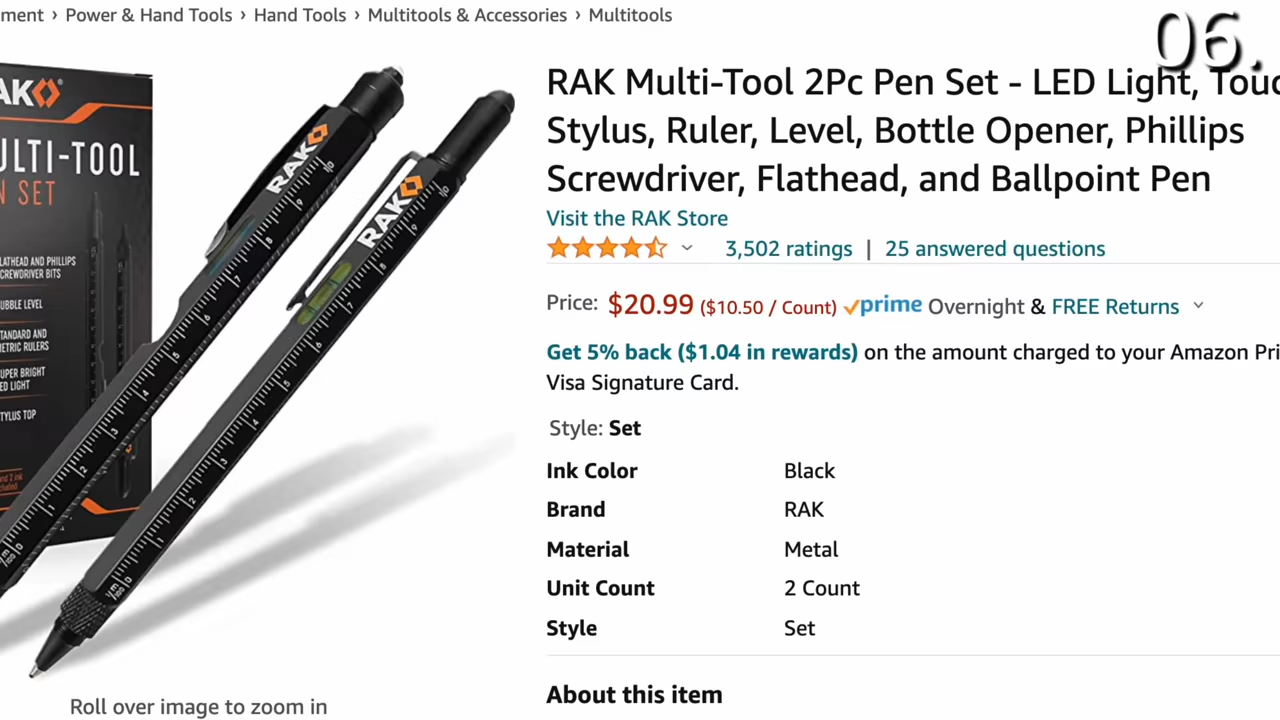 ment › Power & Hand Tools › Hand Tools › Multitools & Accessories › Multitools
06.
RAK Multi-Tool 2Pc Pen Set - LED Light, Touc
Stylus, Ruler, Level, Bottle Opener, Phillips
Screwdriver, Flathead, and Ballpoint Pen
Visit the RAK Store
3,502 ratings | 25 answered questions
Price: $20.99 ($10.50 / Count) prime Overnight & FREE Returns
Get 5% back ($1.04 in rewards) on the amount charged to your Amazon Pri
Visa Signature Card.
Style: Set
Ink Color Black
Brand RAK
Material Metal
Unit Count 2 Count
Style Set
About this item
AK
ULTI-TOOL
N SET
LATHEAD AND PHILLIPS
CREWDRIVER BITS
UBBLE LEVEL
TANDARD AND
ETRIC RULERS
UPER BRIGHT
ED LIGHT
TYLUS TOP
RAK
RAK
Roll over image to zoom in